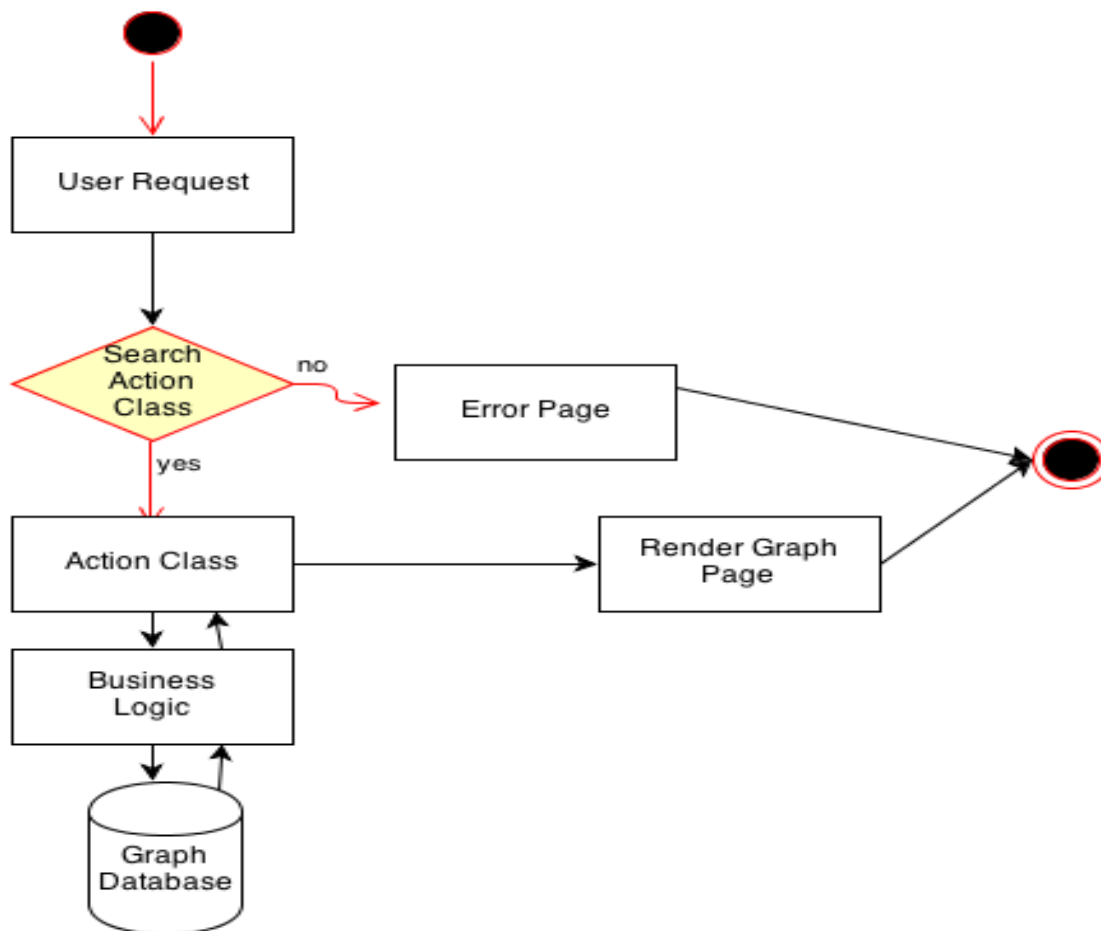 User Request
Search
Action
Class
no
Error Page
yes
Action Class
Render Graph
Page
Business
Logic
Graph
Database